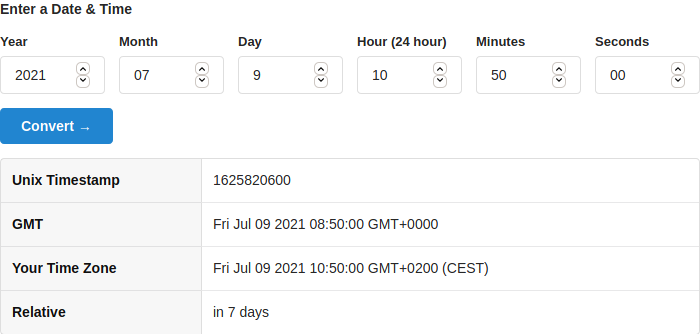 Enter a Date & Time
Year Month Day Hour (24 hour) Minutes Seconds
2021 07 9 10 50 00
Convert →
Unix Timestamp 1625820600
GMT Fri Jul 09 2021 08:50:00 GMT+0000
Your Time Zone Fri Jul 09 2021 10:50:00 GMT+0200 (CEST)
Relative in 7 days